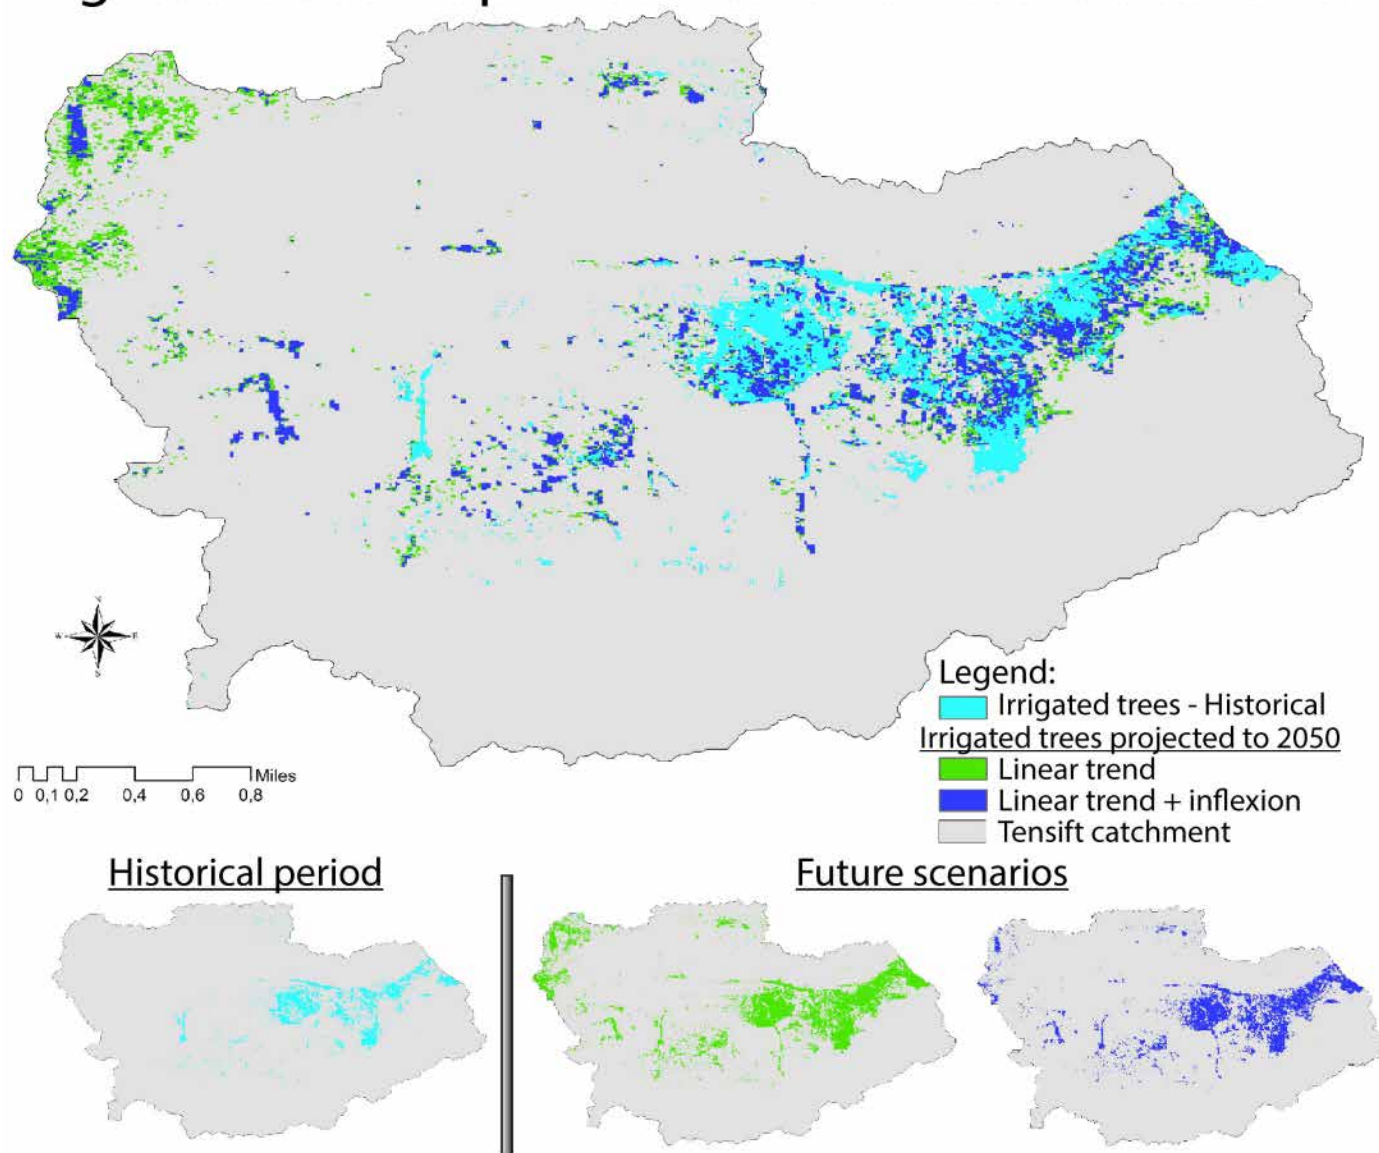 Legend:
Irrigated trees - Historical
Irrigated trees projected to 2050
Linear trend
Linear trend + inflexion
Tensift catchment
Miles
0 0,1 0,2 0,4 0,6 0,8
Historical period
Future scenarios